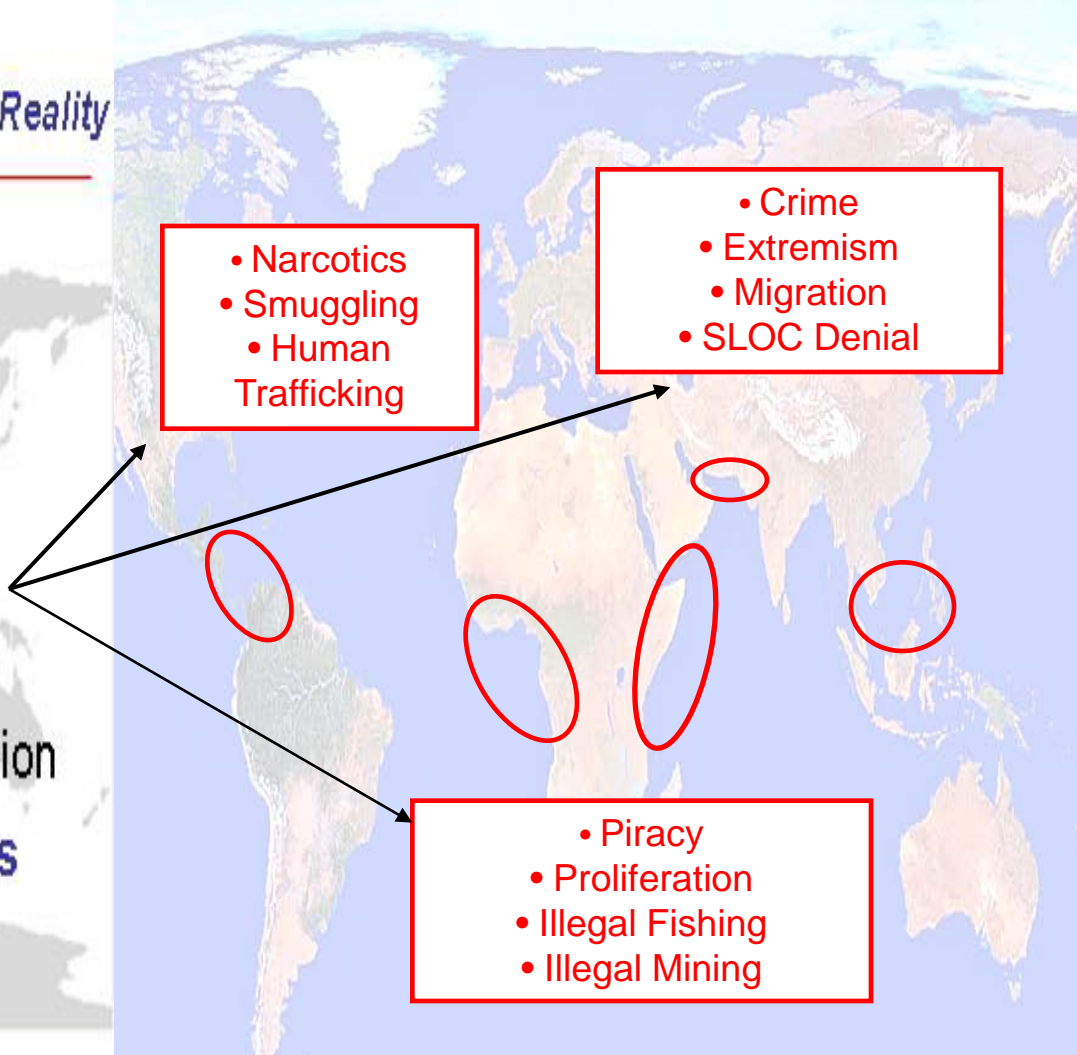 Reality
• Narcotics
• Smuggling
• Human
Trafficking
• Crime
• Extremism
• Migration
• SLOC Denial
ion
s
• Piracy
• Proliferation
• Illegal Fishing
• Illegal Mining